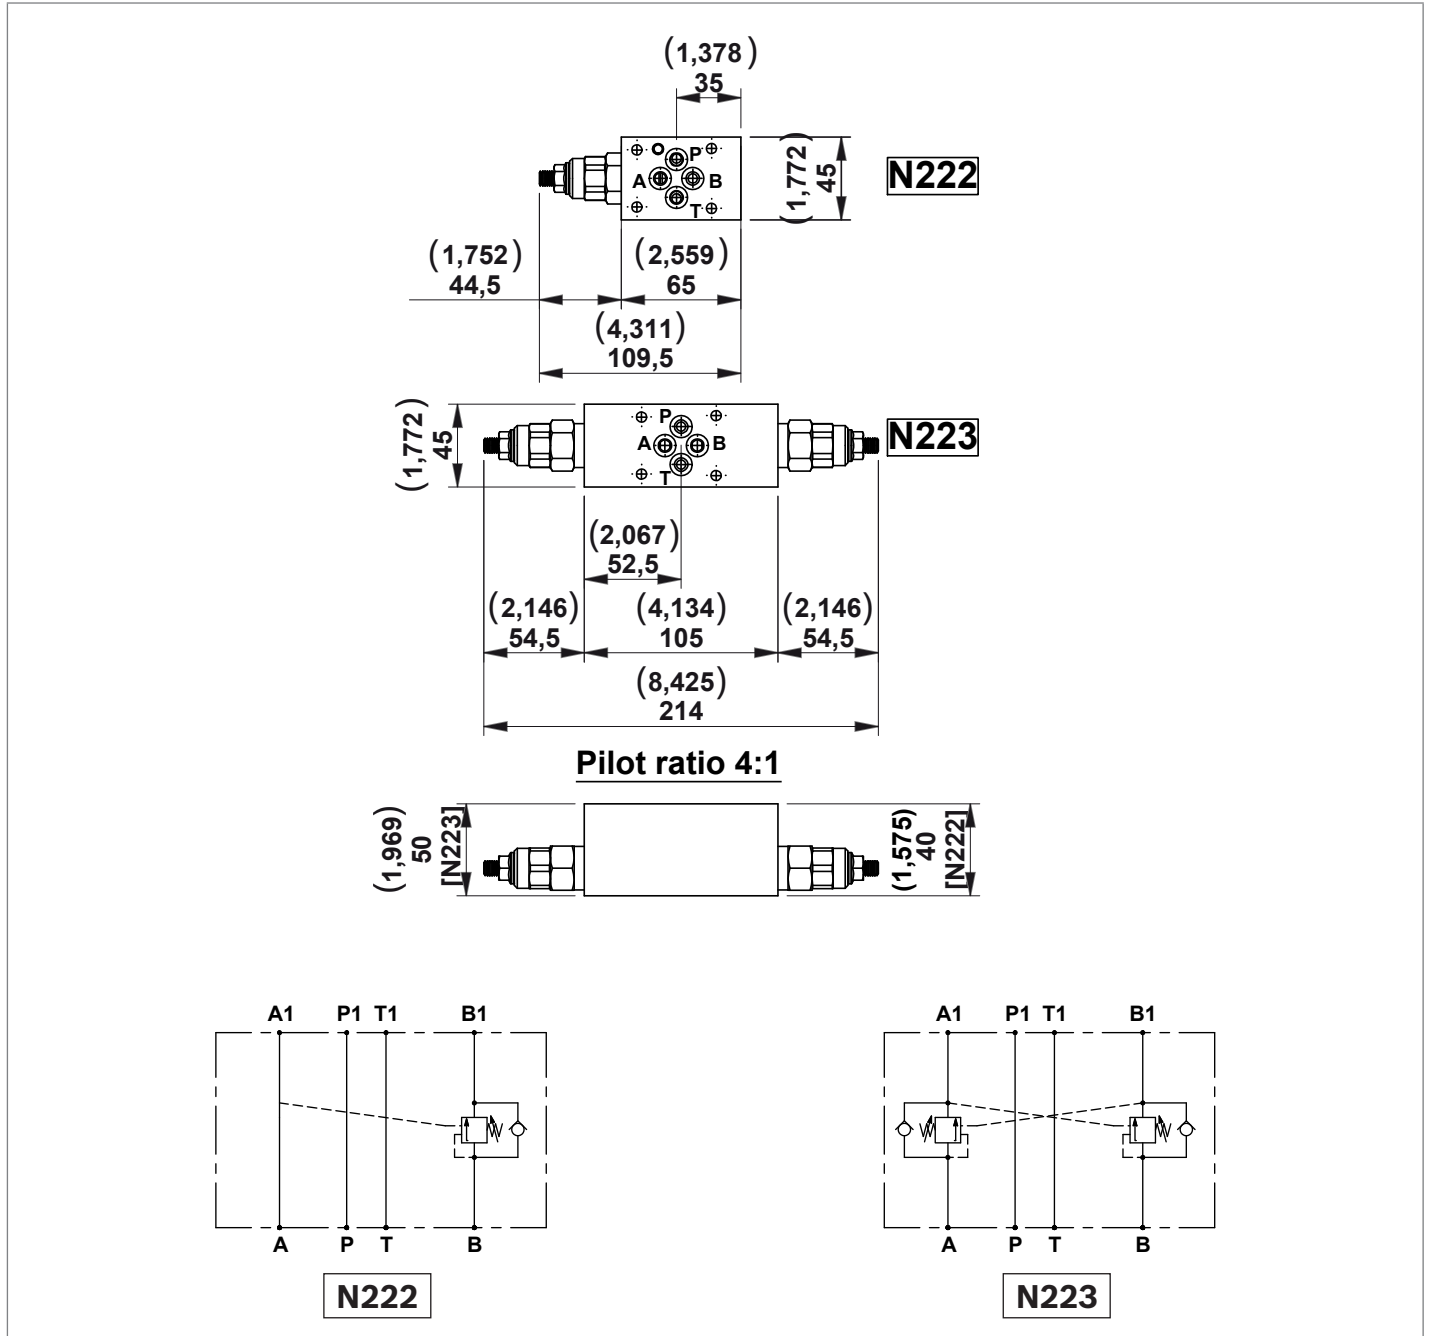 (1,378)
35
P
A
B
T
(1,772)
45
N222
(1,752)
44,5
(2,559)
65
(4,311)
109,5
(1,772)
45
P
A
B
T
N223
(2,067)
52,5
(2,146)
54,5
(4,134)
105
(2,146)
54,5
(8,425)
214
Pilot ratio 4:1
(1,969)
50
[N223]
(1,575)
40
[N222]
A1 P1 T1 B1
A P T B
N222
A1 P1 T1 B1
A P T B
N223